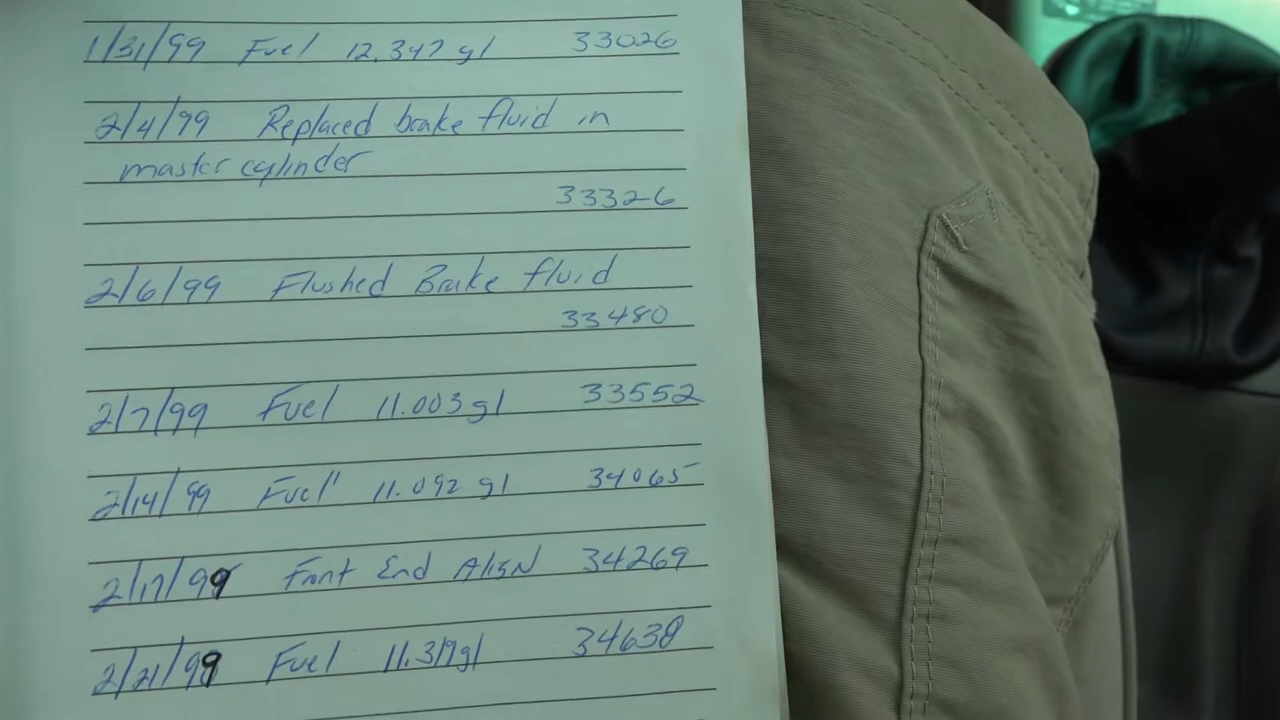 1/31/99 Fuel 12.347 gl 33026
2/4/99 Replaced brake fluid in
master cylinder
33326
2/6/99 Flushed Brake fluid
33480
2/7/99 Fuel 11.003 gl 33552
2/14/99 Fuel 11.092 gl 34065
2/17/99 Front End Align 34269
2/21/99 Fuel 11.319 gl 34638